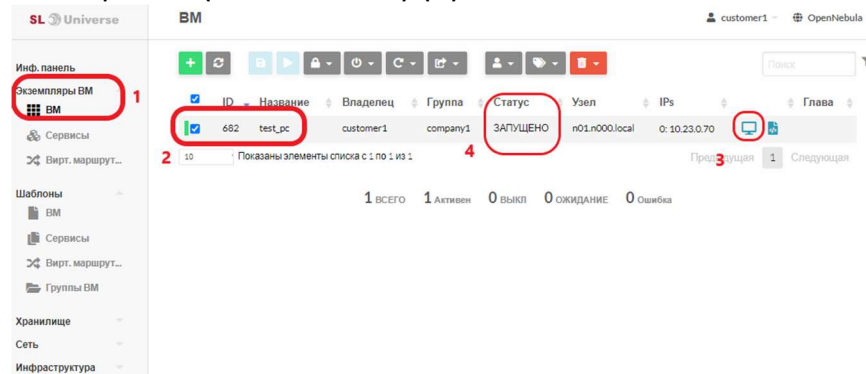 SL Universe
ВМ
customer1
OpenNebula
Инф. панель
Поиск
Экземпляры ВМ
1
ВМ
ID Название Владелец Группа Статус Узел IPs Глава
Сервисы
682 test_pc customer1 company1 ЗАПУЩЕНО n01.n000.local 0: 10.23.0.70
Вирт. маршрут...
2
10
Показаны элементы списка с 1 по 1 из 1
4
3
Предыдущая 1 Следующая
Шаблоны
1 ВСЕГО 1 Активен 0 ВЫКЛ 0 ОЖИДАНИЕ 0 Ошибка
ВМ
Сервисы
Вирт. маршрут...
Группы ВМ
Хранилище
Сеть
Инфраструктура